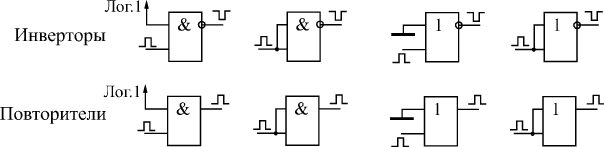 Лог.1 & & 1 1
Инверторы
Лог.1 & & 1 1
Повторители